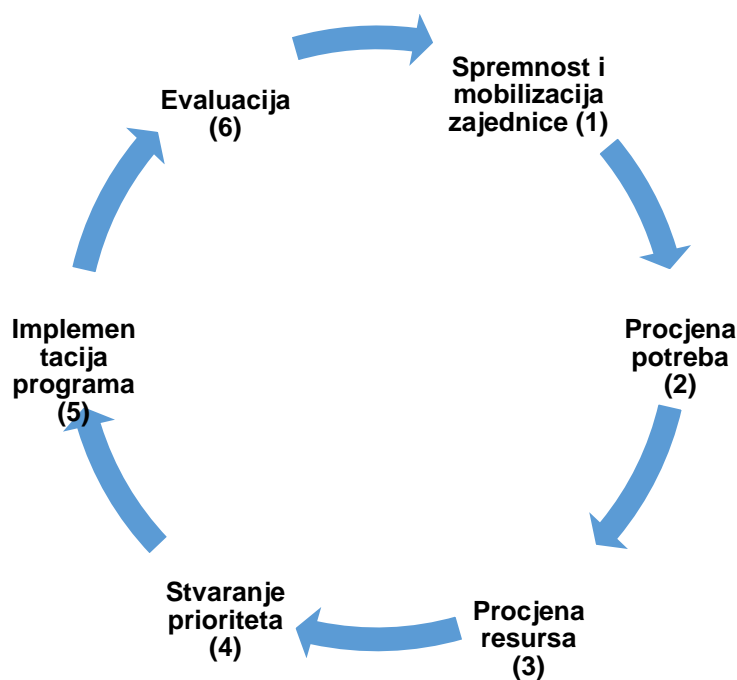 Spremnost i
mobilizacija
zajednice (1)
Procjena
potreba
(2)
Procjena
resursa
(3)
Stvaranje
prioriteta
(4)
Implemen
tacija
programa
(5)
Evaluacija
(6)